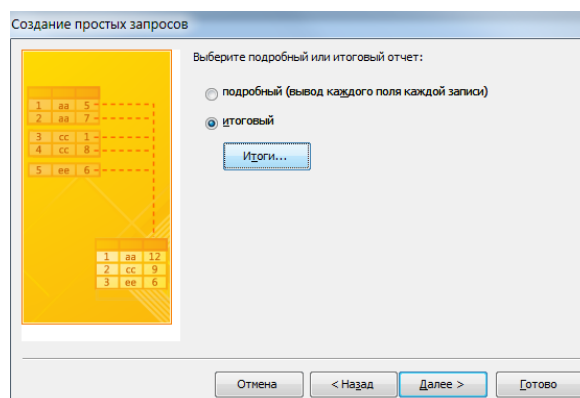 Создание простых запросов
Выберите подробный или итоговый отчет:
подробный (вывод каждого поля каждой записи)
итоговый
Итоги...
1 aa 5
2 aa 7
3 cc 1
4 cc 8
5 ee 6
1 aa 12
2 cc 9
3 ee 6
Отмена
< Назад
Далее >
Готово